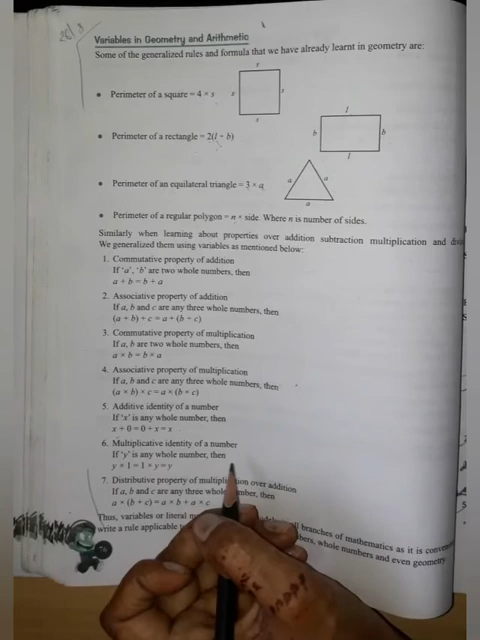 26/8
Variables in Geometry and Arithmetic
Some of the generalized rules and formula that we have already learnt in geometry are:
s
• Perimeter of a square = 4 × s
s
s
s
l
• Perimeter of a rectangle = 2(l + b)
b
b
l
• Perimeter of an equilateral triangle = 3 × a
a
a
a
• Perimeter of a regular polygon = n × side. Where n is number of sides.
Similarly when learning about properties over addition subtraction multiplication and
We generalized them using variables as mentioned below:
1. Commutative property of addition
If 'a', 'b' are two whole numbers, then
a + b = b + a
2. Associative property of addition
If a, b and c are any three whole numbers, then
(a + b) + c = a + (b + c)
3. Commutative property of multiplication
If a, b are two whole numbers, then
a × b = b × a
4. Associative property of multiplication
If a, b and c are any three whole numbers, then
(a × b) × c = a × (b × c)
5. Additive identity of a number
If 'x' is any whole number, then
x + 0 = 0 + x = x
6. Multiplicative identity of a number
If 'y' is any whole number, then
y × 1 = 1 × y = y
7. Distributive property of multiplication over addition
If a, b and c are any three whole number, then
a × (b + c) = a × b + a × c
Thus, variables or literal branches of mathematics as it is
write a rule applicable whole numbers and even geometry.